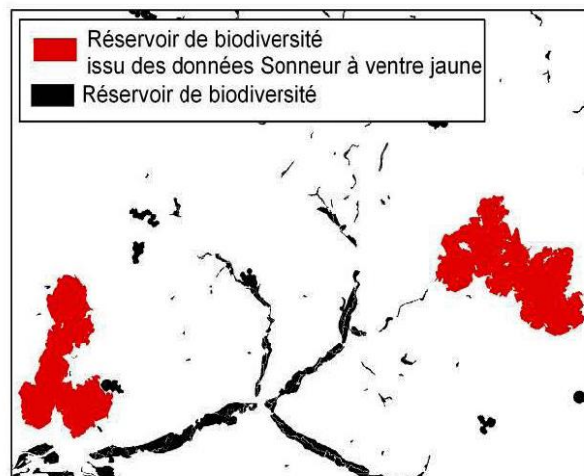 Réservoir de biodiversité
issu des données Sonneur à ventre jaune
Réservoir de biodiversité